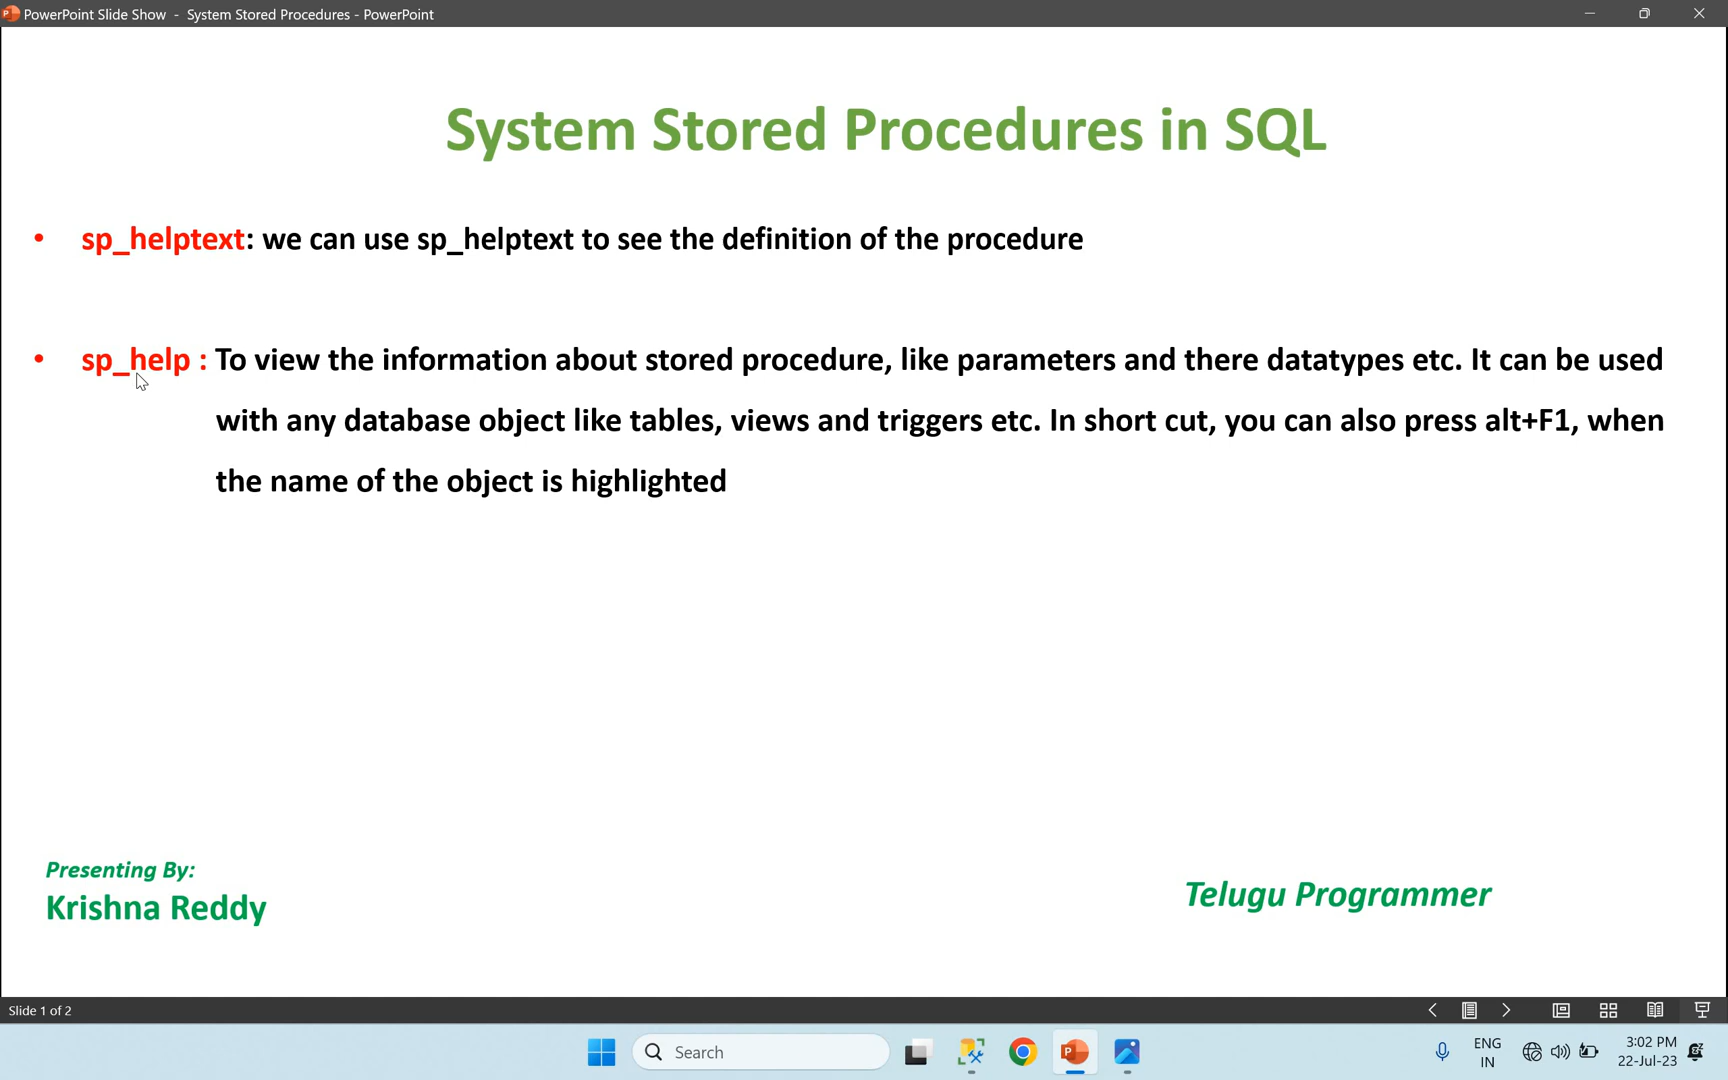 PowerPoint Slide Show - System Stored Procedures - PowerPoint
System Stored Procedures in SQL
• sp_helptext: we can use sp_helptext to see the definition of the procedure
• sp_help : To view the information about stored procedure, like parameters and there datatypes etc. It can be used
with any database object like tables, views and triggers etc. In short cut, you can also press alt+F1, when
the name of the object is highlighted
Presenting By:
Krishna Reddy
Telugu Programmer
Slide 1 of 2
Search
ENG
IN
3:02 PM
22-Jul-23